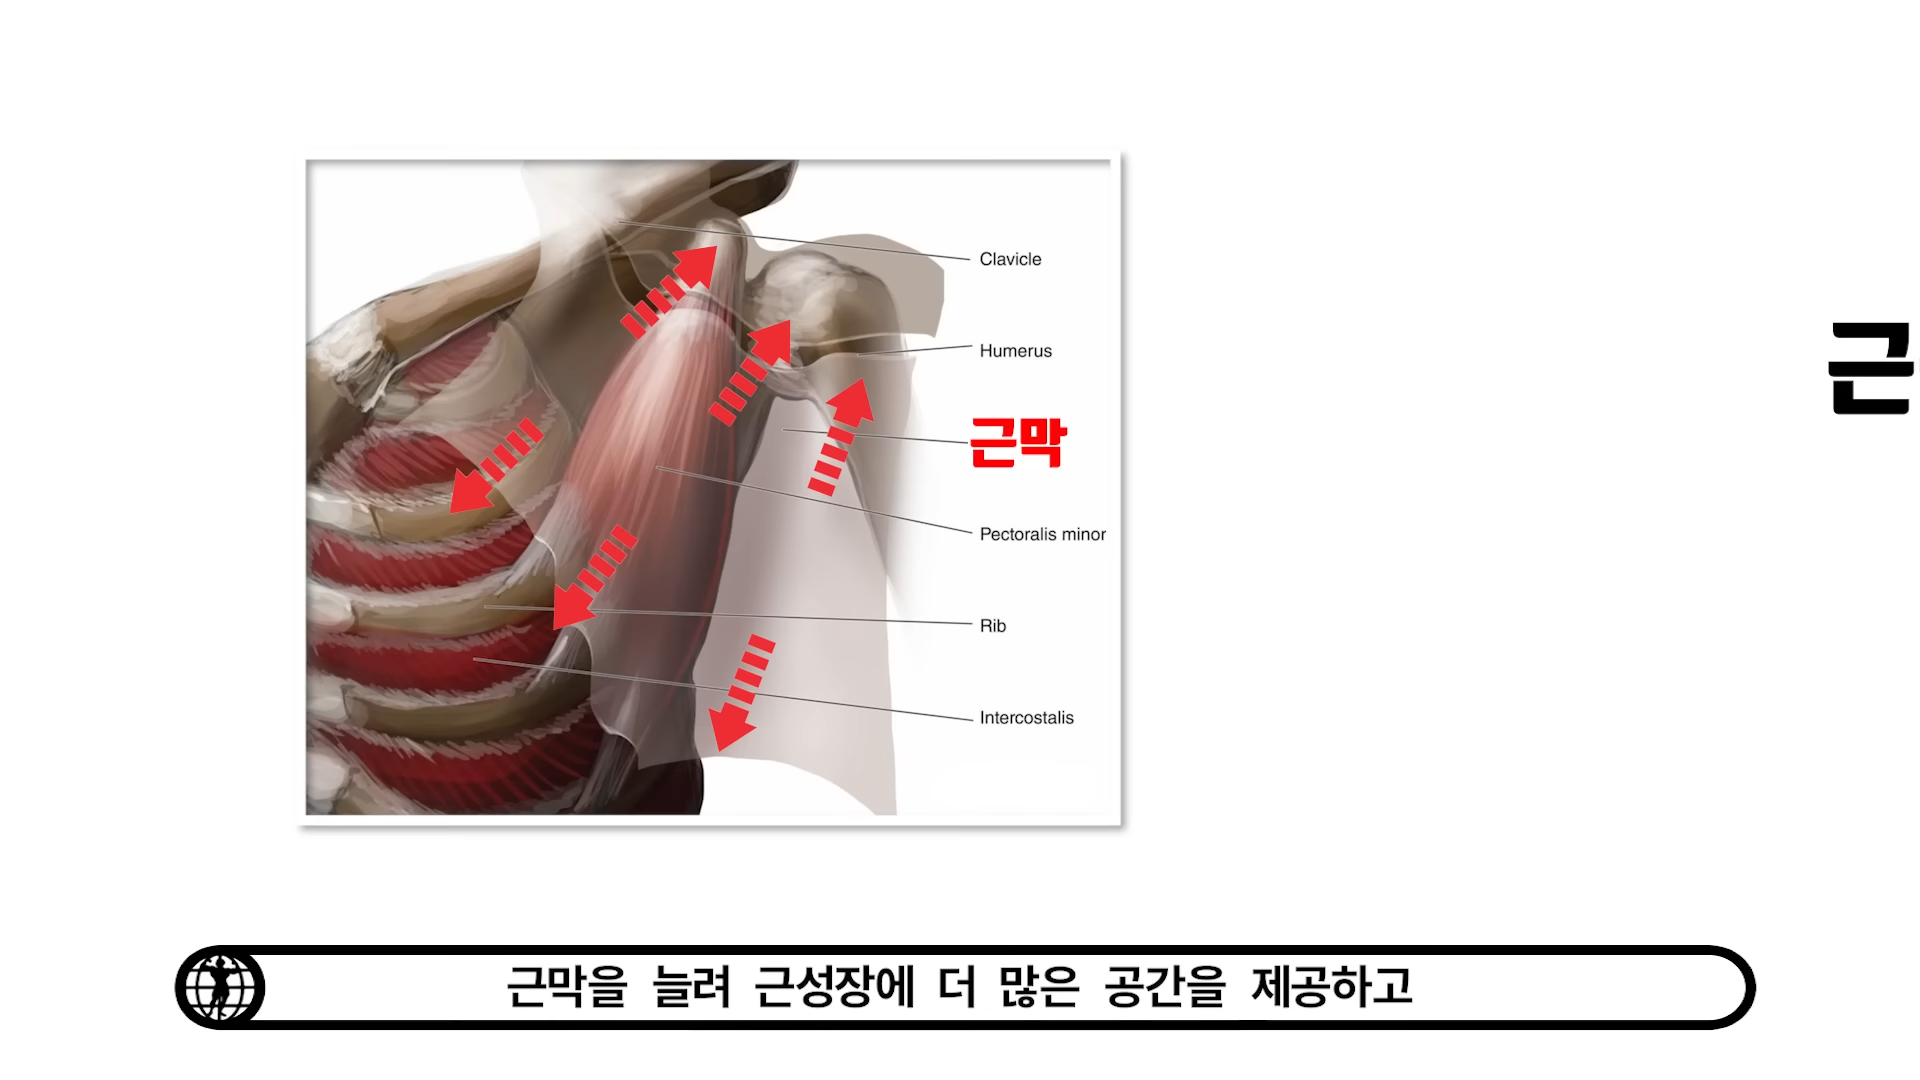 Clavicle
Humerus
근막
Pectoralis minor
Rib
Intercostalis
근
근막을 늘려 근성장에 더 많은 공간을 제공하고